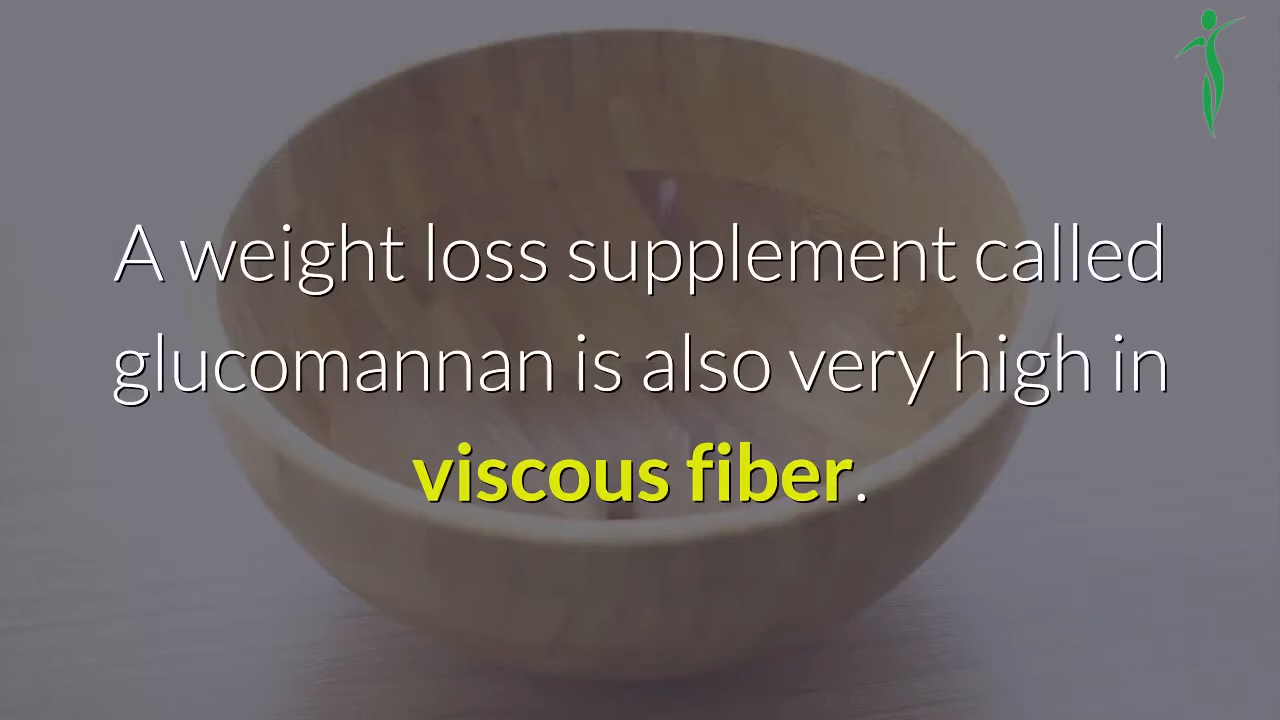 A weight loss supplement called
glucomannan is also very high in
viscous fiber.